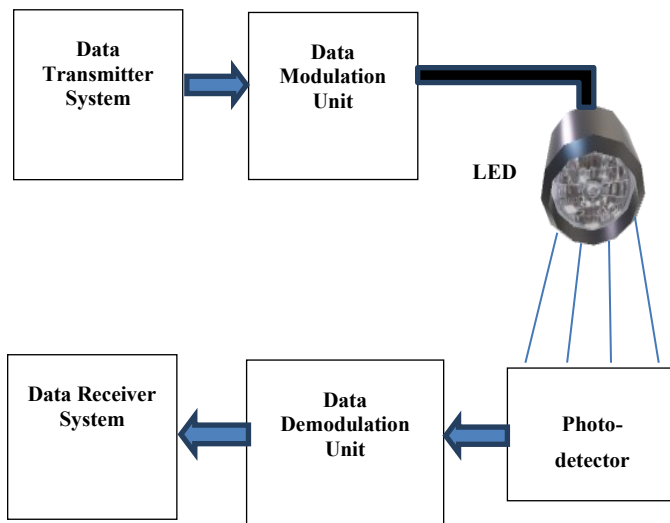 Data
Transmitter
System
Data
Modulation
Unit
LED
Data Receiver
System
Data
Demodulation
Unit
Photo-
detector